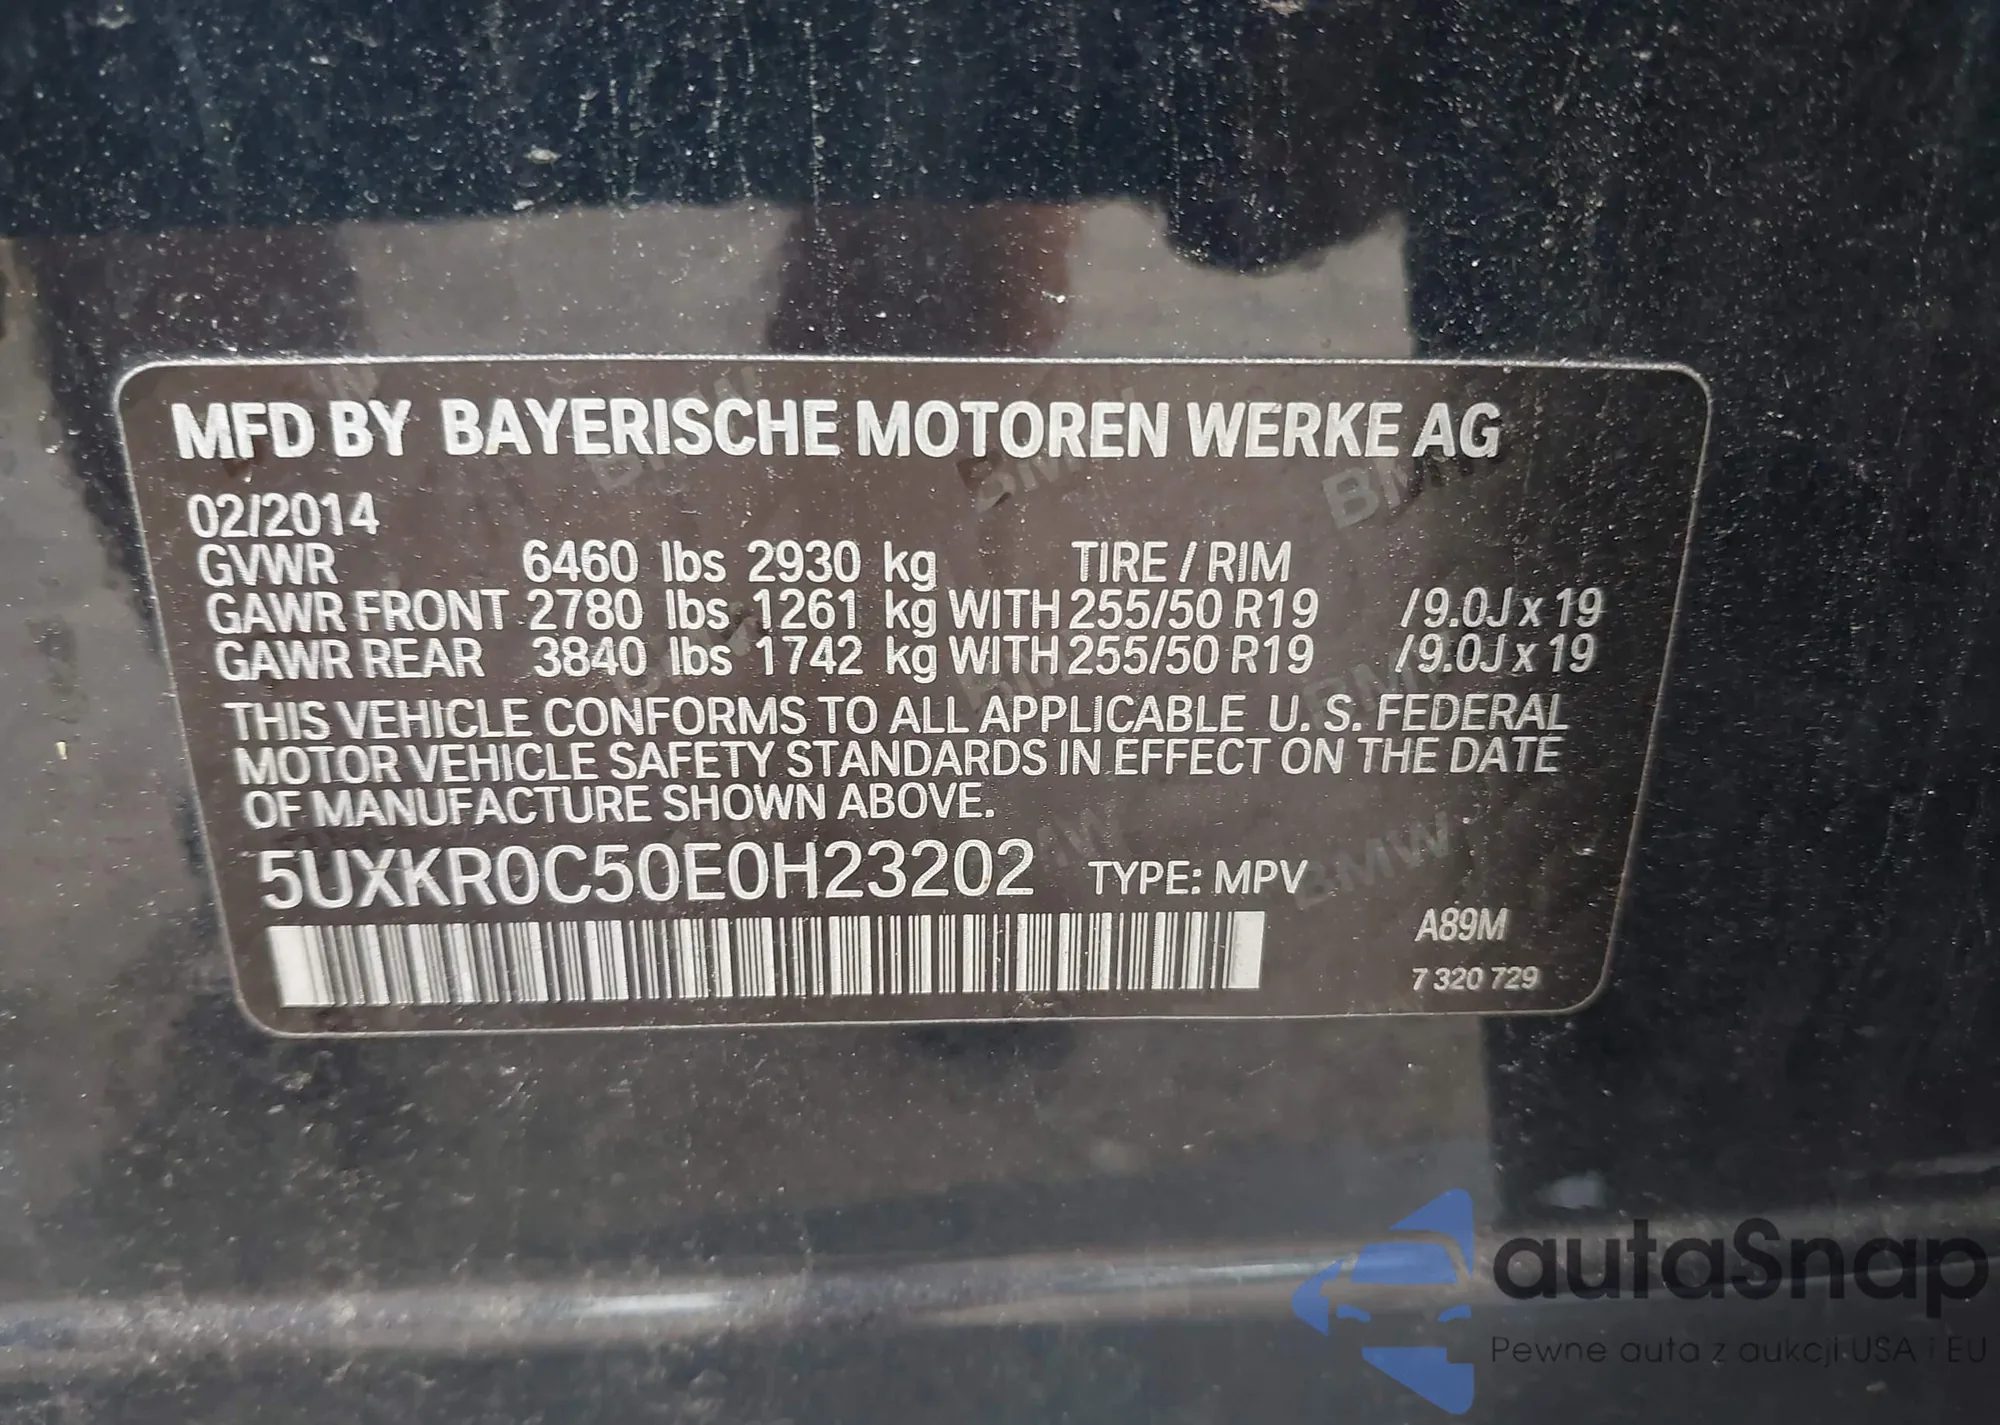 MFD BY BAYERISCHE MOTOREN WERKE AG
02/2014
GVWR 6460 lbs 2930 kg TIRE / RIM
GAWR FRONT 2780 lbs 1261 kg WITH 255/50 R19 /9.0J x 19
GAWR REAR 3840 lbs 1742 kg WITH 255/50 R19 /9.0J x 19
THIS VEHICLE CONFORMS TO ALL APPLICABLE U. S. FEDERAL
MOTOR VEHICLE SAFETY STANDARDS IN EFFECT ON THE DATE
OF MANUFACTURE SHOWN ABOVE.
5UXKR0C50E0H23202 TYPE: MPV
A89M
7 320 729
autaSnap
Pewne auta z aukcji USA i EU